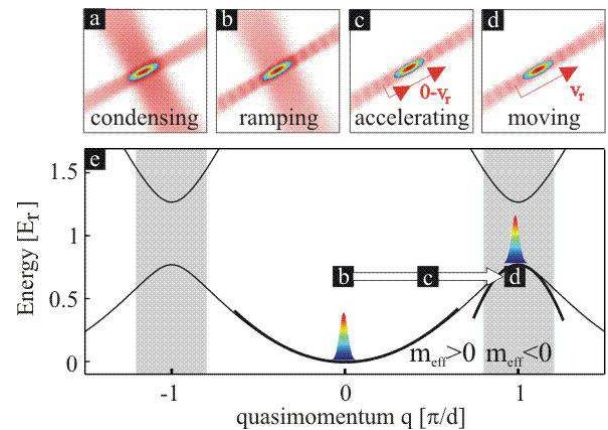 a b c d
0-vr vr
condensing ramping accelerating moving
e
1.5
1
0.5
0
Energy [Er]
b c d
meff>0 meff<0
-1 0 1
quasimomentum q [π/d]